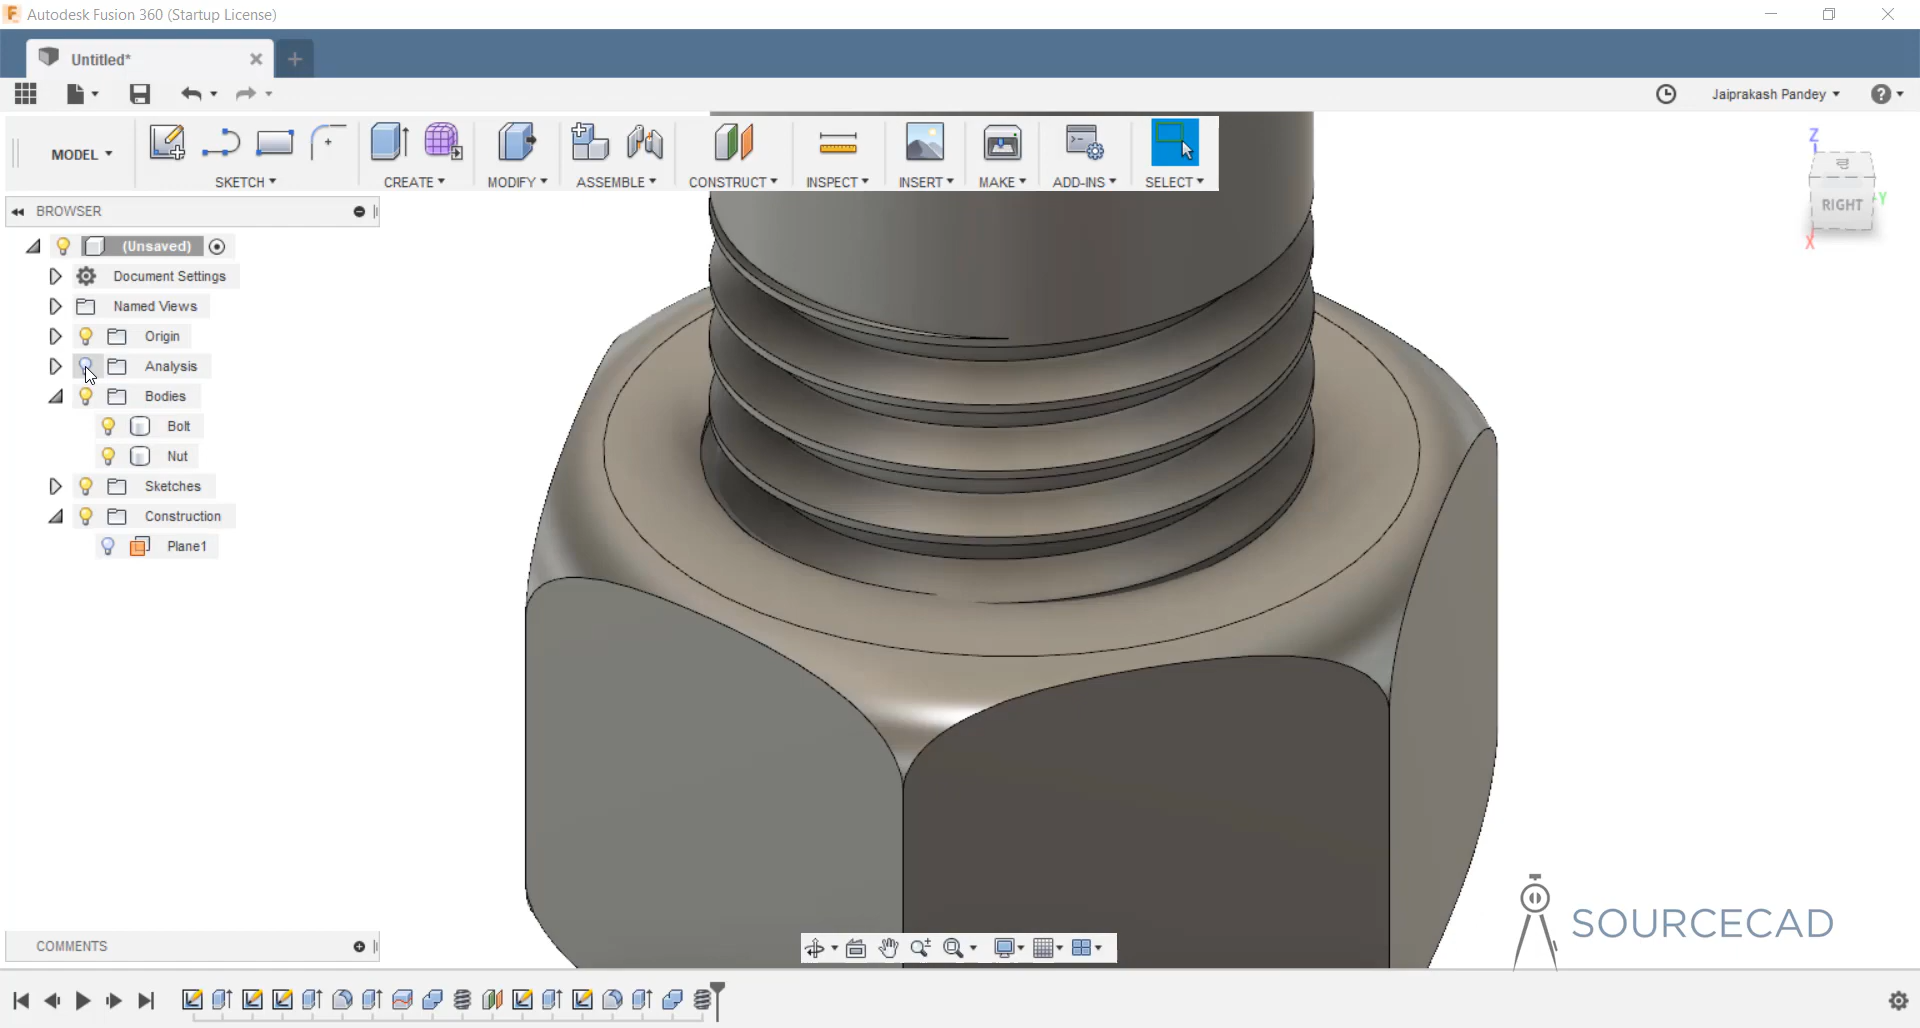 Autodesk Fusion 360 (Startup License)
Untitled*
Jaiprakash Pandey
MODEL
SKETCH
CREATE
MODIFY
ASSEMBLE
CONSTRUCT
INSPECT
INSERT
MAKE
ADD-INS
SELECT
BROWSER
(Unsaved)
Document Settings
Named Views
Origin
Analysis
Bodies
Bolt
Nut
Sketches
Construction
Plane1
Z
Y
RIGHT
X
SOURCECAD
COMMENTS